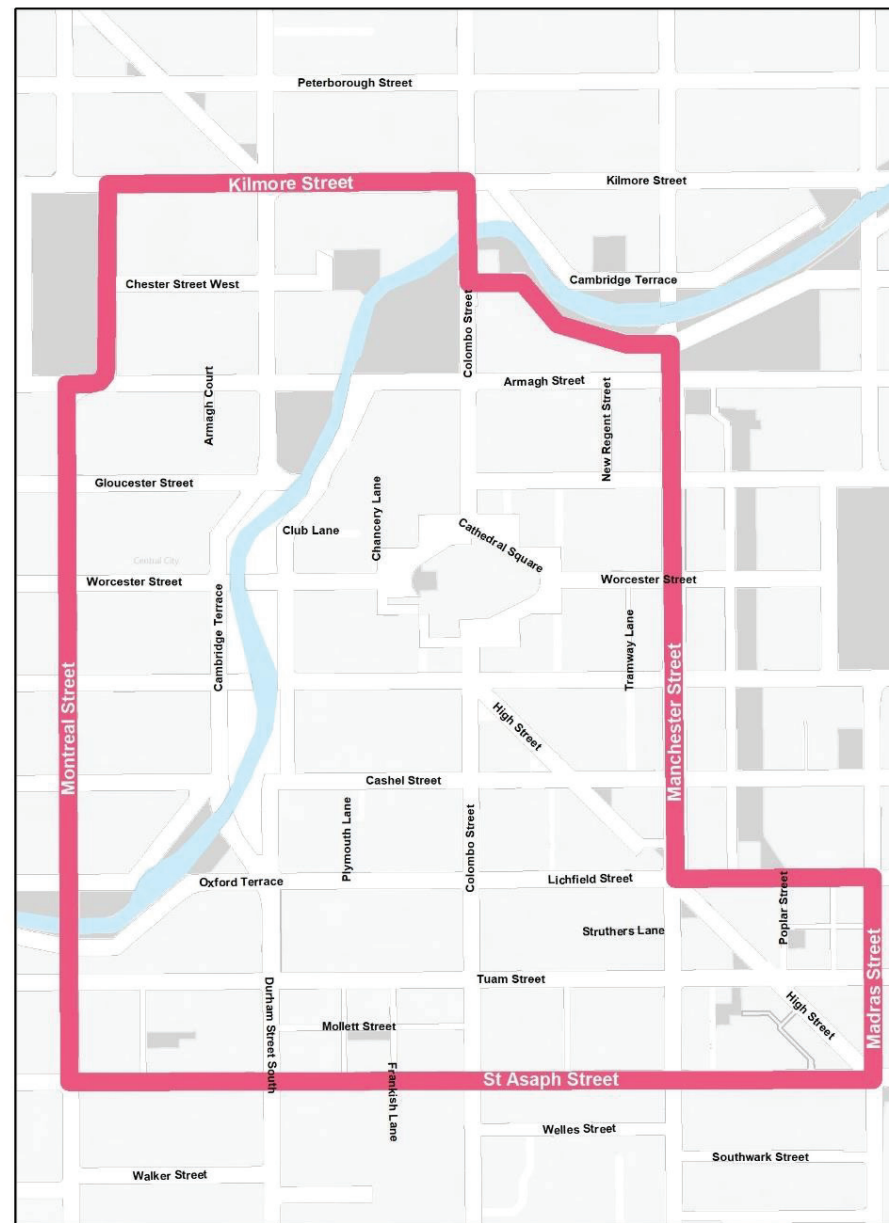 Peterborough Street
Kilmore Street
Kilmore Street
Chester Street West
Cambridge Terrace
Colombo Street
Armagh Street
Armagh Court
New Regent Street
Gloucester Street
Club Lane
Chancery Lane
Cathedral Square
Central City
Worcester Street
Worcester Street
Cambridge Terrace
Tramway Lane
Montreal Street
Manchester Street
High Street
Cashel Street
Plymouth Lane
Colombo Street
Oxford Terrace
Lichfield Street
Poplar Street
Struthers Lane
Tuam Street
Madras Street
High Street
Durham Street South
Mollett Street
Frankish Lane
St Asaph Street
Welles Street
Southwark Street
Walker Street